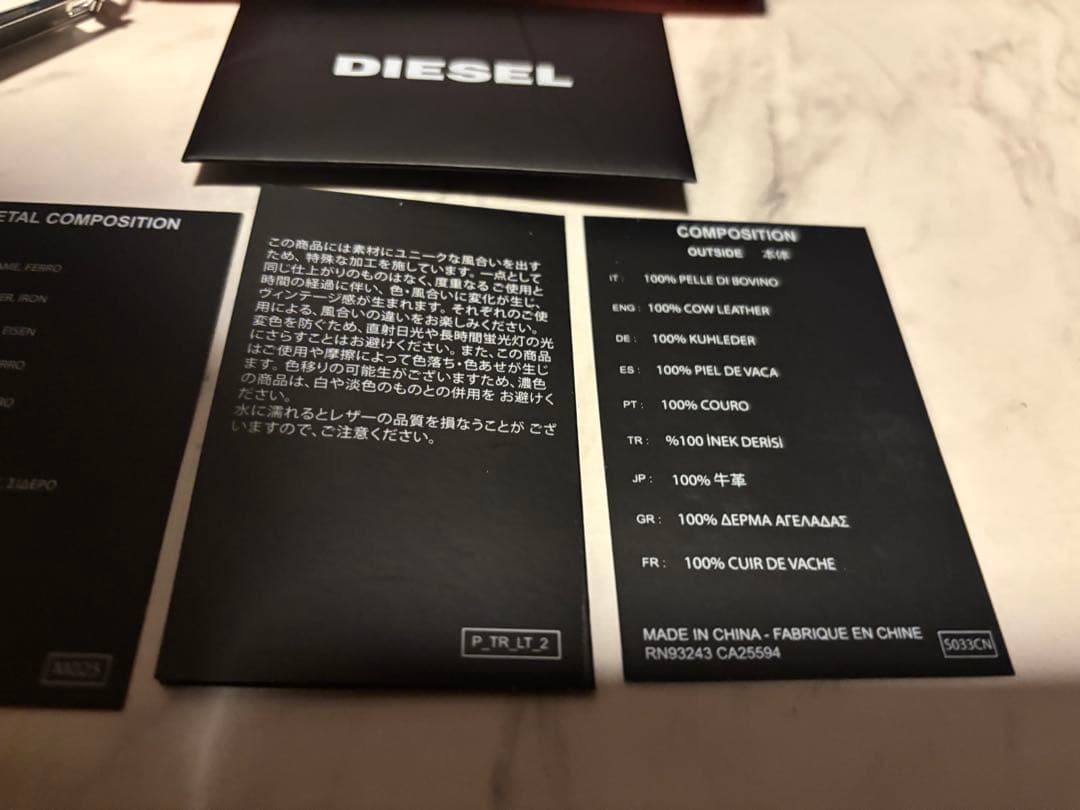 DIESEL
ETAL COMPOSITION
AME, FERRO
ER, IRON
EISEN
RRO
RO
, ΣΙΔΕΡΟ
M025
この商品には素材にユニークな風合いを出す
ため、特殊な加工を施しています。一点として
同じ仕上がりのものはなく、度重なるご使用と
時間の経過に伴い、色・風合いに変化が生じ、
ヴィンテージ感が生まれます。それぞれのご使
用による、風合いの違いをお楽しみください。
変色を防ぐため、直射日光や長時間蛍光灯の光
にさらすことはお避けください。また、この商品
はご使用や摩擦によって色落ち・色あせが生じ
ます。色移りの可能生がございますため、濃色
の商品は、白や淡色のものとの併用を お避けく
ださい。
水に濡れるとレザーの品質を損なうことが ござ
いますので、ご注意ください。
P_TR_LT_2
COMPOSITION
OUTSIDE 本体
IT : 100% PELLE DI BOVINO
ENG : 100% COW LEATHER
DE : 100% KUHLEDER
ES : 100% PIEL DE VACA
PT : 100% COURO
TR : %100 İNEK DERİSİ
JP : 100% 牛革
GR : 100% ΔΕΡΜΑ ΑΓΕΛΑΔΑΣ
FR : 100% CUIR DE VACHE
MADE IN CHINA - FABRIQUE EN CHINE
RN93243 CA25594
S033CN